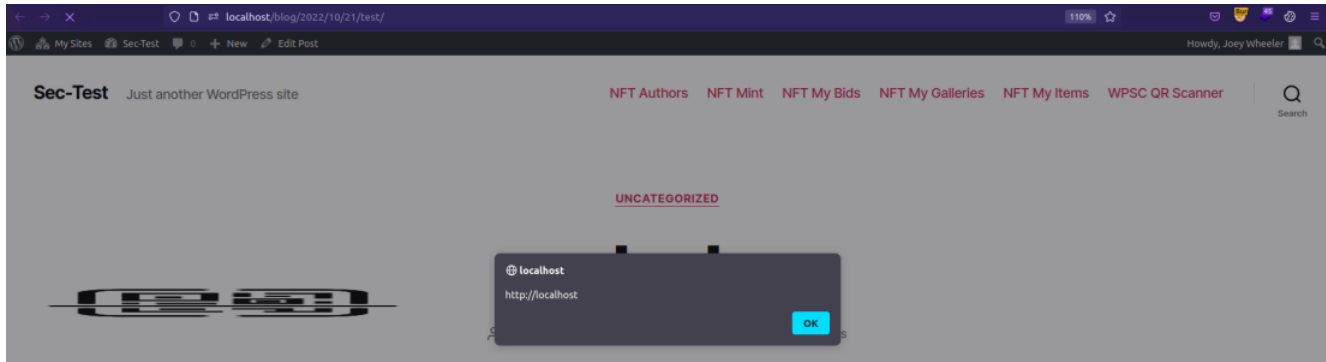 localhost/blog/2022/10/21/test/
110%
45
My Sites Sec-Test 0 New Edit Post
Howdy, Joey Wheeler
Sec-Test Just another WordPress site
NFT Authors NFT Mint NFT My Bids NFT My Galleries NFT My Items WPSC QR Scanner
Search
UNCATEGORIZED
localhost
http://localhost
OK